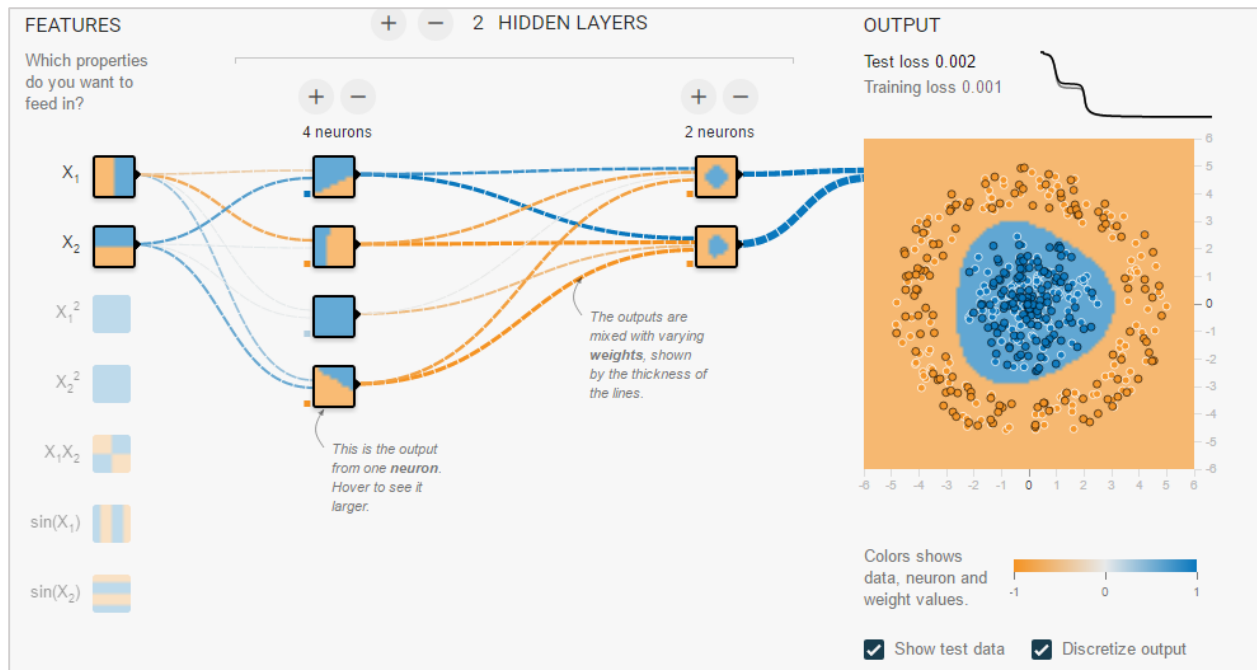 FEATURES
+ − 2 HIDDEN LAYERS
OUTPUT
Which properties
do you want to
feed in?
Test loss 0.002
Training loss 0.001
+ −
+ −
4 neurons
2 neurons
X₁
X₂
X₁²
X₂²
X₁X₂
sin(X₁)
sin(X₂)
The outputs are
mixed with varying
weights, shown
by the thickness of
the lines.
This is the output
from one neuron.
Hover to see it
larger.
6
5
4
3
2
1
0
-1
-2
-3
-4
-5
-6
-6 -5 -4 -3 -2 -1 0 1 2 3 4 5 6
Colors shows
data, neuron and
weight values.
-1 0 1
Show test data
Discretize output